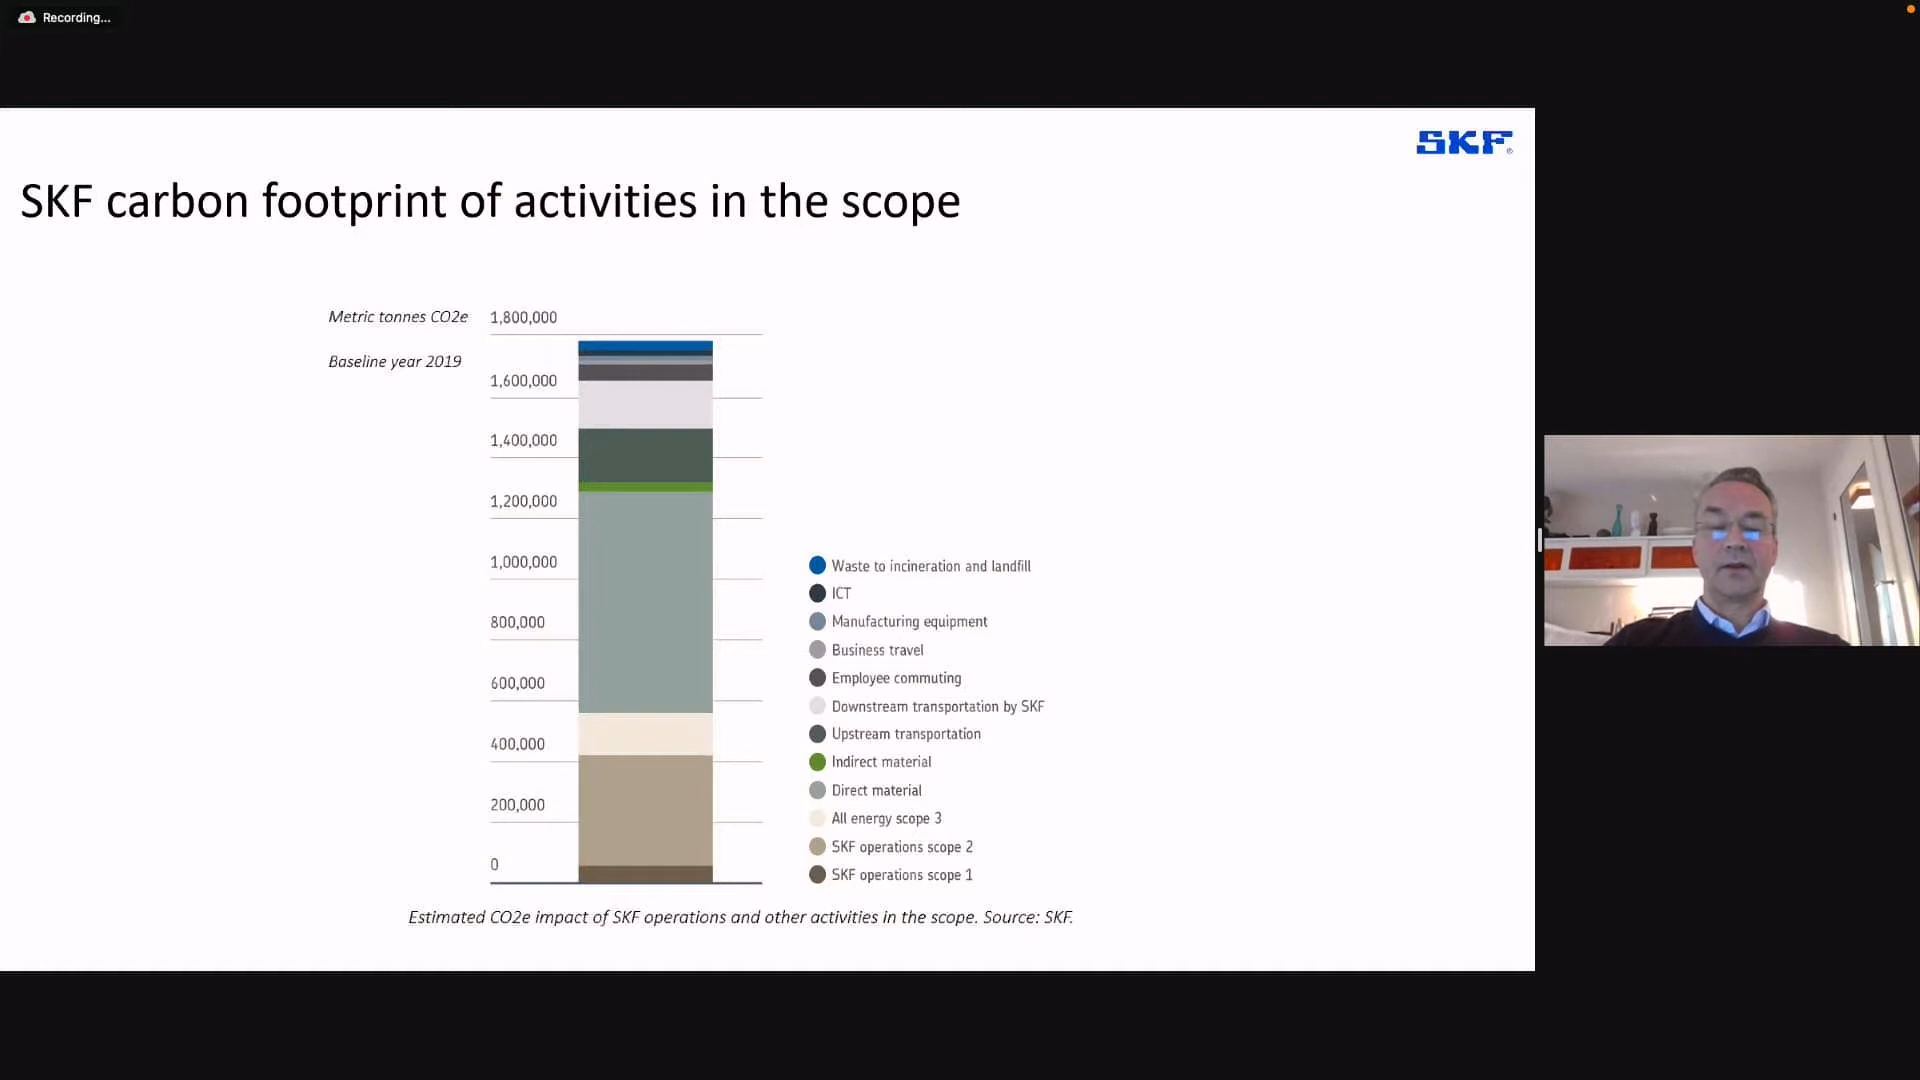 Recording...
SKF®
SKF carbon footprint of activities in the scope
Metric tonnes CO2e
Baseline year 2019
1,800,000
1,600,000
1,400,000
1,200,000
1,000,000
800,000
600,000
400,000
200,000
0
Waste to incineration and landfill
ICT
Manufacturing equipment
Business travel
Employee commuting
Downstream transportation by SKF
Upstream transportation
Indirect material
Direct material
All energy scope 3
SKF operations scope 2
SKF operations scope 1
Estimated CO2e impact of SKF operations and other activities in the scope. Source: SKF.